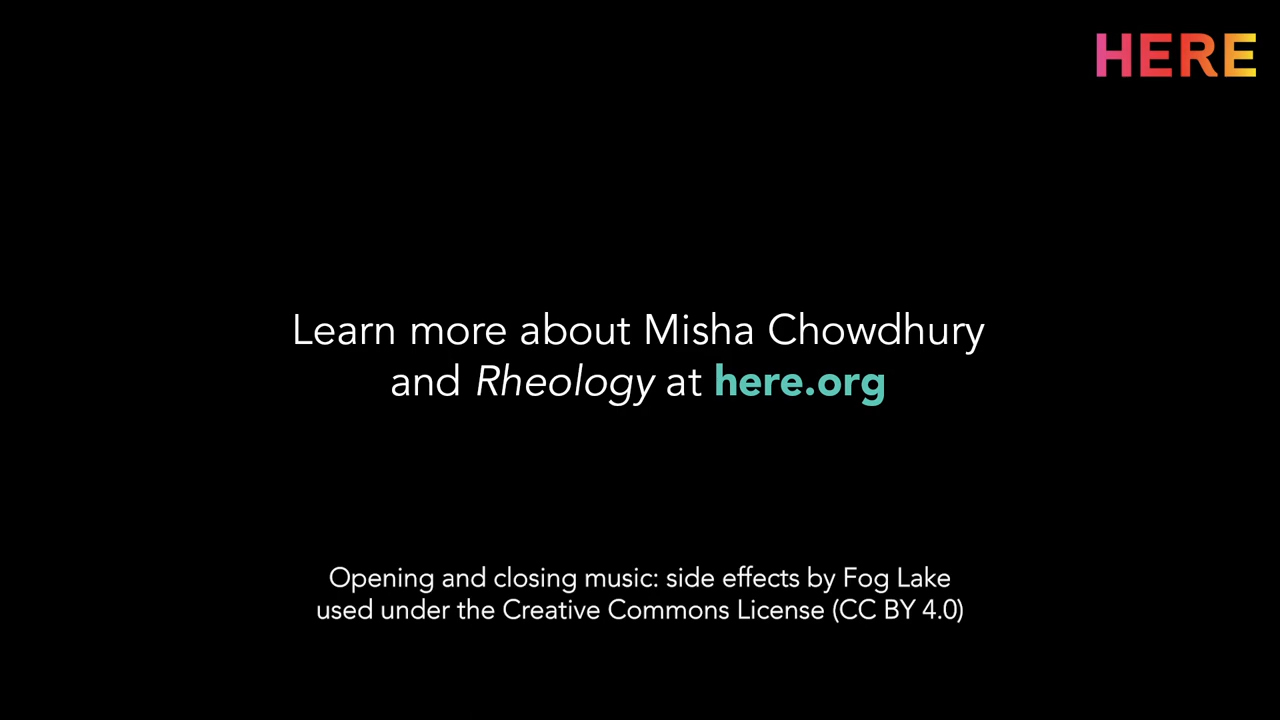 HERE
Learn more about Misha Chowdhury
and Rheology at here.org
Opening and closing music: side effects by Fog Lake
used under the Creative Commons License (CC BY 4.0)